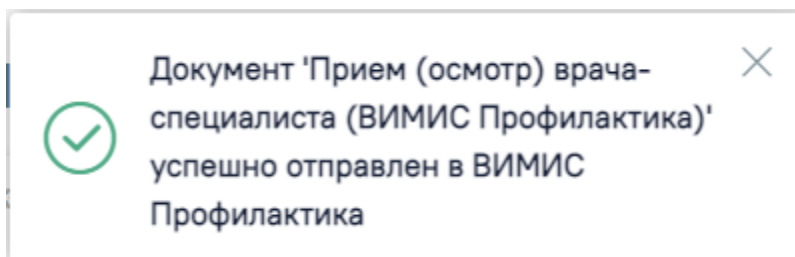 Документ 'Прием (осмотр) врача-
специалиста (ВИМИС Профилактика)'
успешно отправлен в ВИМИС
Профилактика